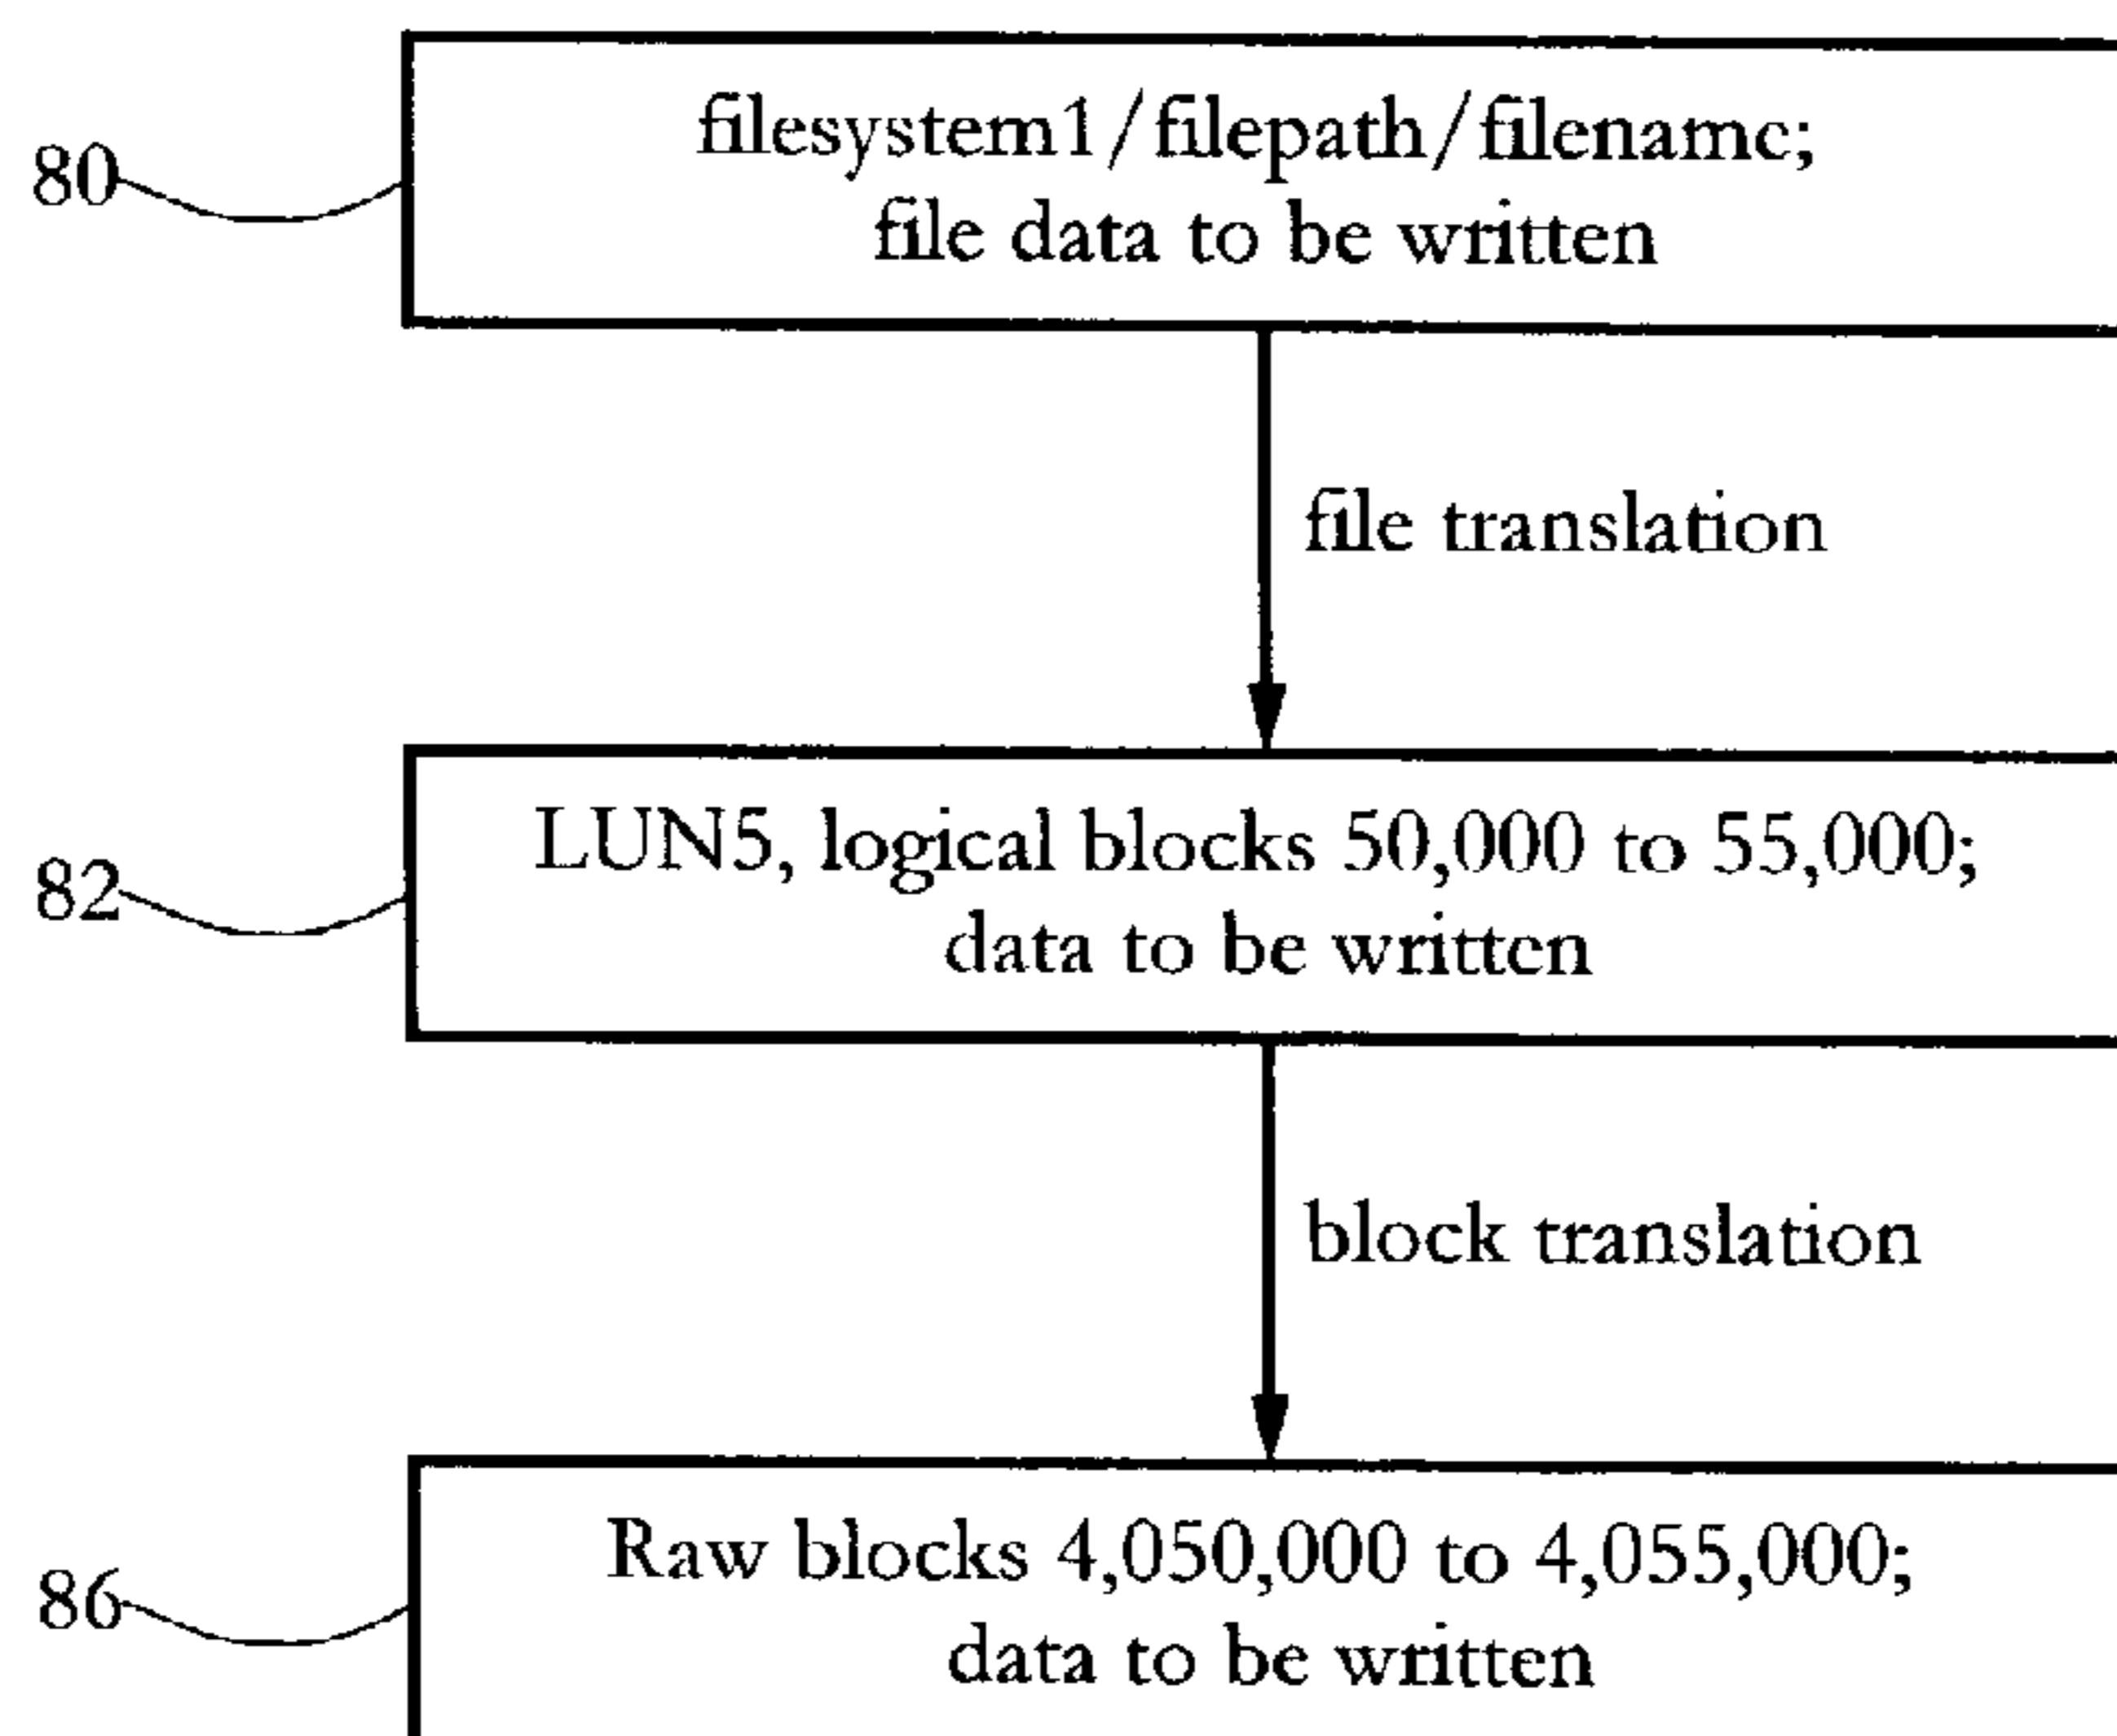 80
filesystem1/filepath/filename;
file data to be written
file translation
82
LUN5, logical blocks 50,000 to 55,000;
data to be written
block translation
86
Raw blocks 4,050,000 to 4,055,000;
data to be written